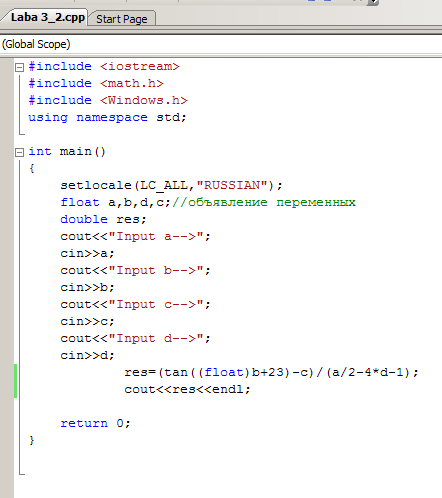 Laba 3_2.cpp Start Page
(Global Scope)
#include <iostream>
#include <math.h>
#include <Windows.h>
using namespace std;
int main()
{
setlocale(LC_ALL,"RUSSIAN");
float a,b,d,c;//объявление переменных
double res;
cout<<"Input a-->";
cin>>a;
cout<<"Input b-->";
cin>>b;
cout<<"Input c-->";
cin>>c;
cout<<"Input d-->";
cin>>d;
res=(tan((float)b+23)-c)/(a/2-4*d-1);
cout<<res<<endl;
return 0;
}